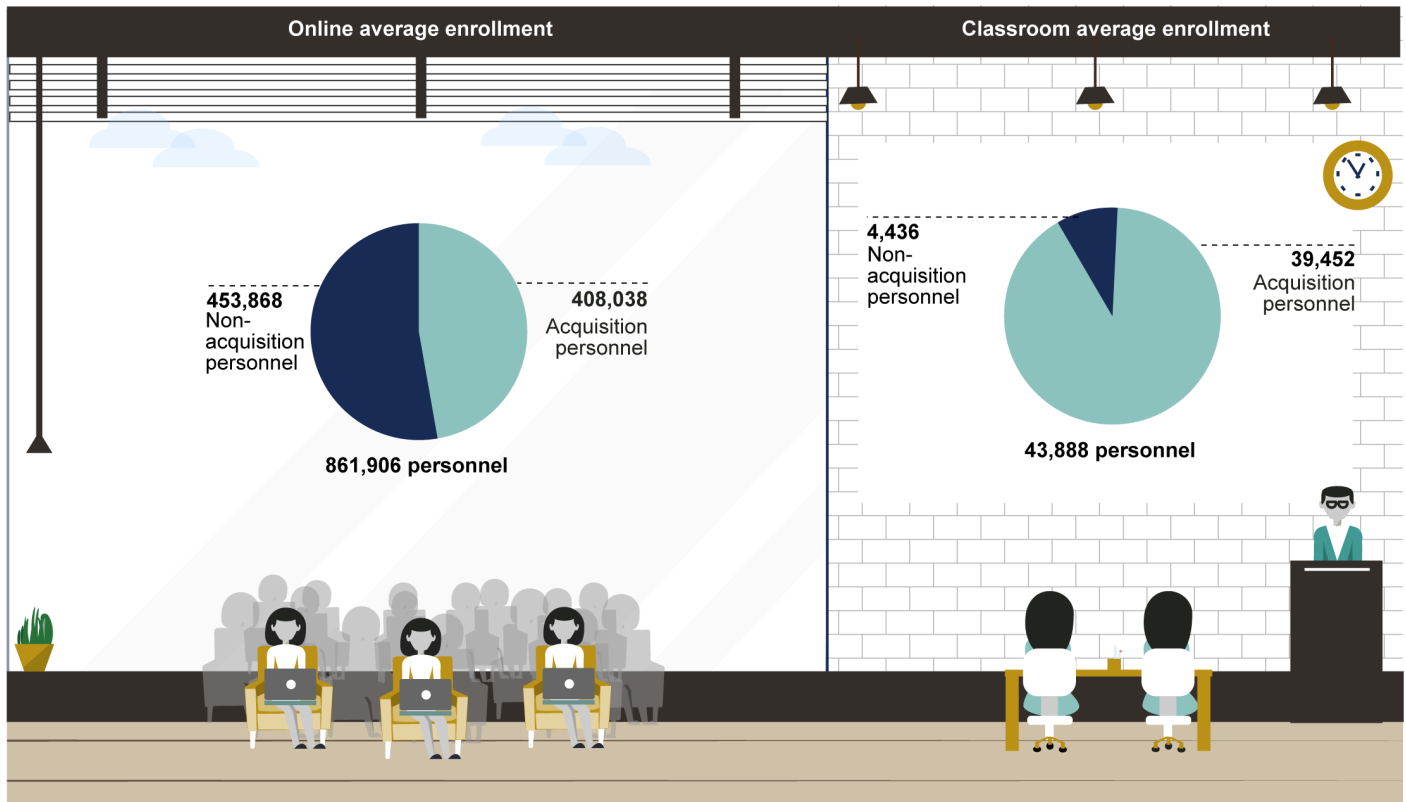 Online average enrollment
453,868
Non-
acquisition
personnel
408,038
Acquisition
personnel
861,906 personnel
Classroom average enrollment
4,436
Non-
acquisition
personnel
39,452
Acquisition
personnel
43,888 personnel